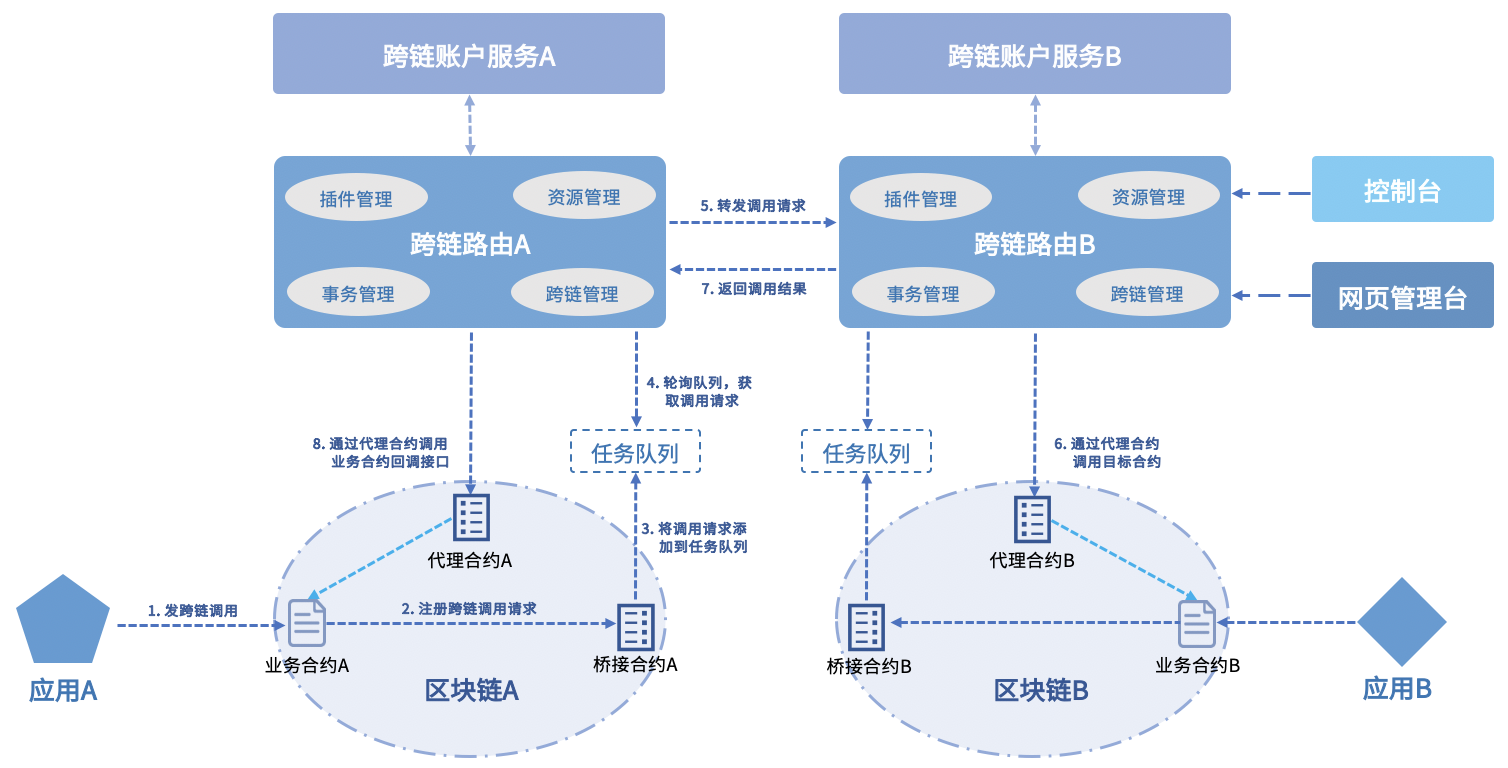 跨链账户服务A
跨链账户服务B
插件管理
资源管理
跨链路由A
事务管理
跨链管理
5. 转发调用请求
7. 返回调用结果
插件管理
资源管理
跨链路由B
事务管理
跨链管理
控制台
网页管理台
4. 轮询队列，获
取调用请求
8. 通过代理合约调用
业务合约回调接口
任务队列
任务队列
6. 通过代理合约
调用目标合约
3. 将调用请求添
加到任务队列
代理合约A
代理合约B
1. 发跨链调用
2. 注册跨链调用请求
业务合约A
桥接合约A
桥接合约B
业务合约B
应用A
区块链A
区块链B
应用B